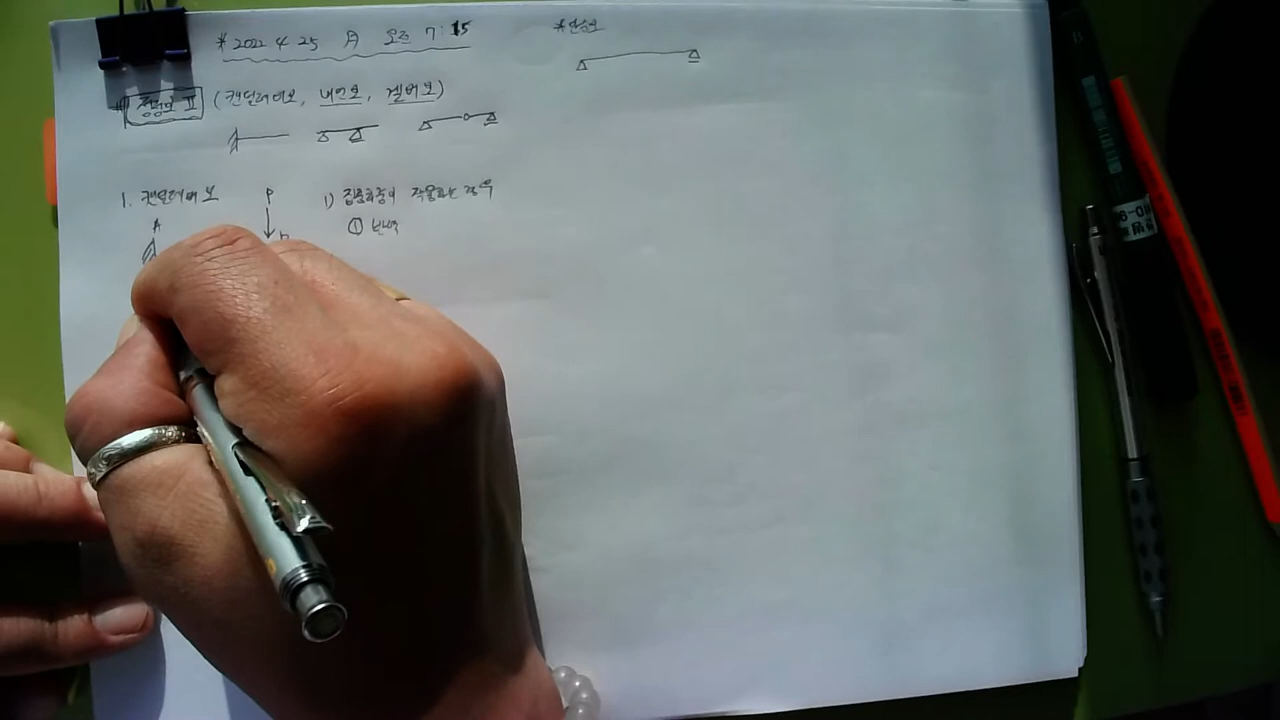 * 2022 4 25 月 오전 7:15
* 단순보
정정보 II (캔틸레버보, 내민보, 겔버보)
1. 캔틸레버보
P
1) 집중하중이 작용하는 경우
A
① 반력